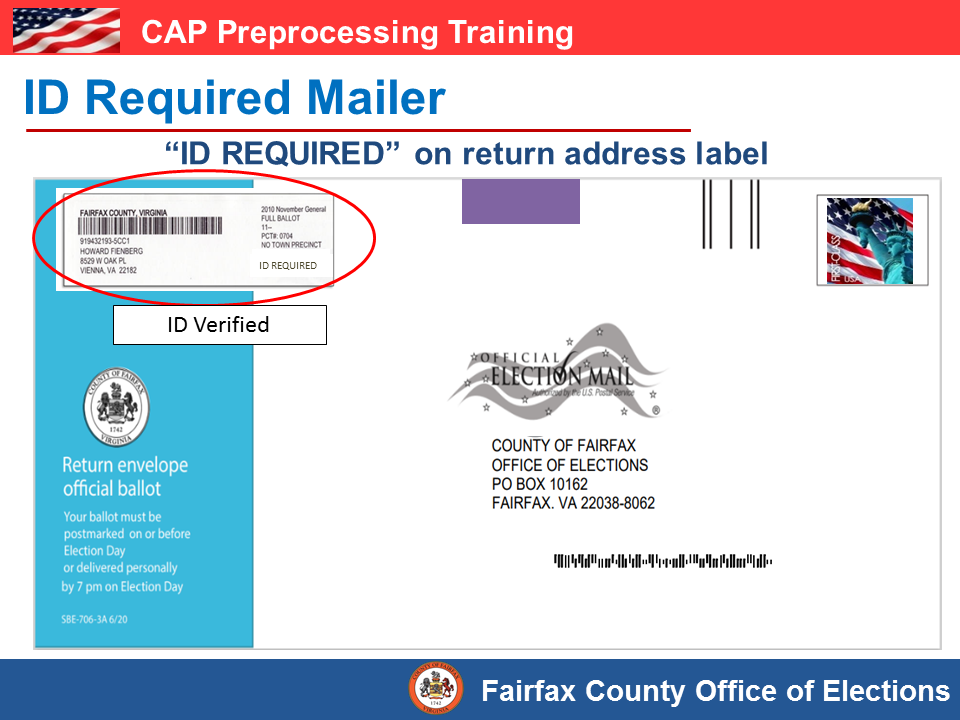 CAP Preprocessing Training
ID Required Mailer
“ID REQUIRED” on return address label
FAIRFAX COUNTY, VIRGINIA
919432193-5CC1
HOWARD FIENBERG
8529 W OAK PL
VIENNA, VA 22182
2010 November General
FULL BALLOT
11--
PCT#: 0704
NO TOWN PRECINCT
ID REQUIRED
ID Verified
USA
OFFICIAL
ELECTION MAIL
Authorized by the U.S. Postal Service
®
COUNTY OF FAIRFAX
VIRGINIA
1742
Return envelope
official ballot
Your ballot must be
postmarked on or before
Election Day
or delivered personally
by 7 pm on Election Day
SBE-706-3A 6/20
COUNTY OF FAIRFAX
OFFICE OF ELECTIONS
PO BOX 10162
FAIRFAX. VA 22038-8062
Fairfax County Office of Elections